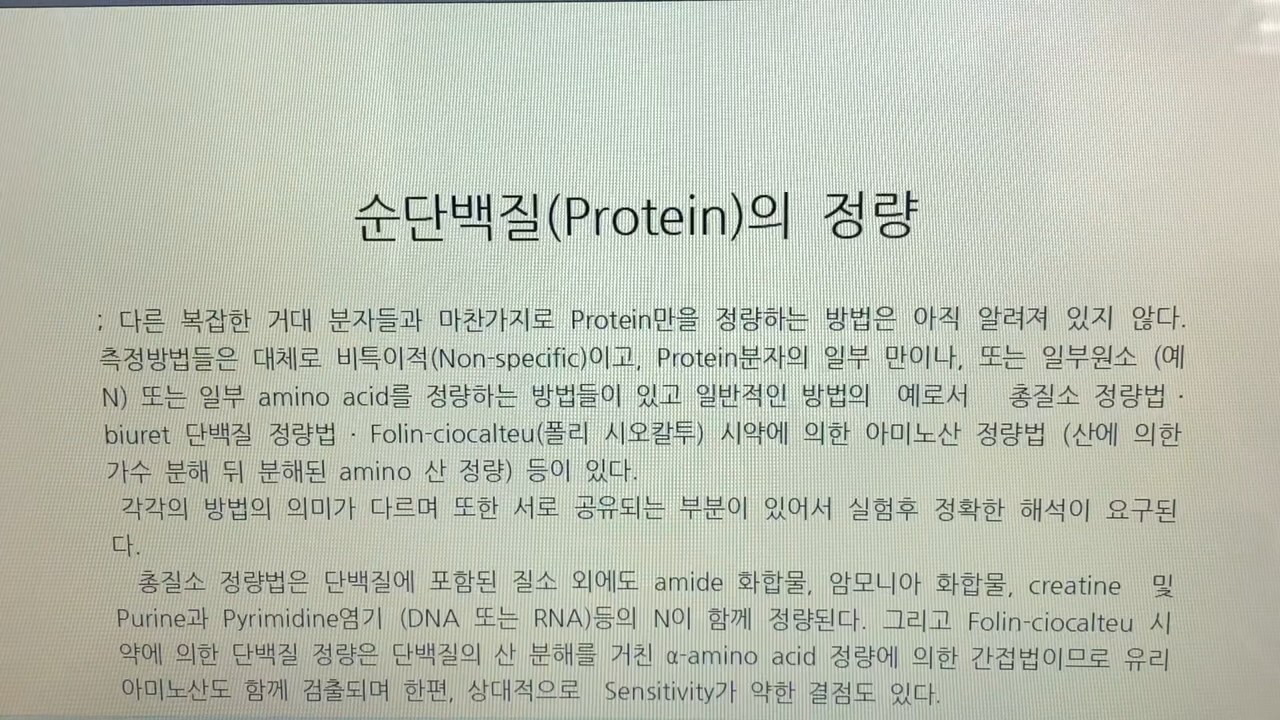 순단백질(Protein)의 정량
; 다른 복잡한 거대 분자들과 마찬가지로 Protein만을 정량하는 방법은 아직 알려져 있지 않다.
측정방법들은 대체로 비특이적(Non-specific)이고, Protein분자의 일부 만이나, 또는 일부원소 (예
N) 또는 일부 amino acid를 정량하는 방법들이 있고 일반적인 방법의 예로서 총질소 정량법 ·
biuret 단백질 정량법 · Folin-ciocalteu(폴리 시오칼투) 시약에 의한 아미노산 정량법 (산에 의한
가수 분해 뒤 분해된 amino 산 정량) 등이 있다.
각각의 방법의 의미가 다르며 또한 서로 공유되는 부분이 있어서 실험후 정확한 해석이 요구된
다.
총질소 정량법은 단백질에 포함된 질소 외에도 amide 화합물, 암모니아 화합물, creatine 및
Purine과 Pyrimidine염기 (DNA 또는 RNA)등의 N이 함께 정량된다. 그리고 Folin-ciocalteu 시
약에 의한 단백질 정량은 단백질의 산 분해를 거친 α-amino acid 정량에 의한 간접법이므로 유리
아미노산도 함께 검출되며 한편, 상대적으로 Sensitivity가 약한 결점도 있다.